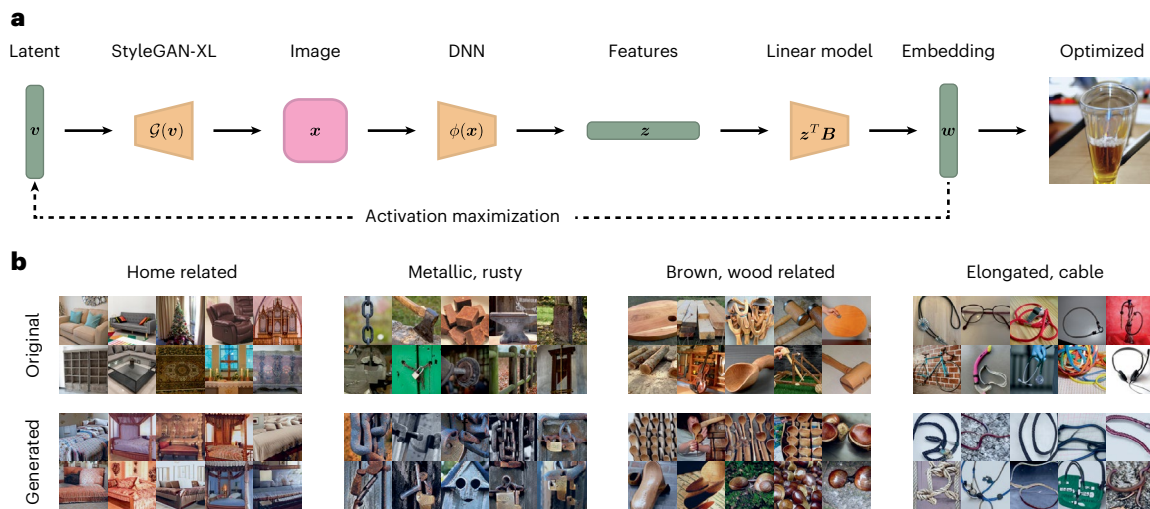 a
Latent StyleGAN-XL Image DNN Features Linear model Embedding Optimized
v 𝒢(v) x ϕ(x) z zᵀB w
Activation maximization
b
Home related Metallic, rusty Brown, wood related Elongated, cable
Original
Generated